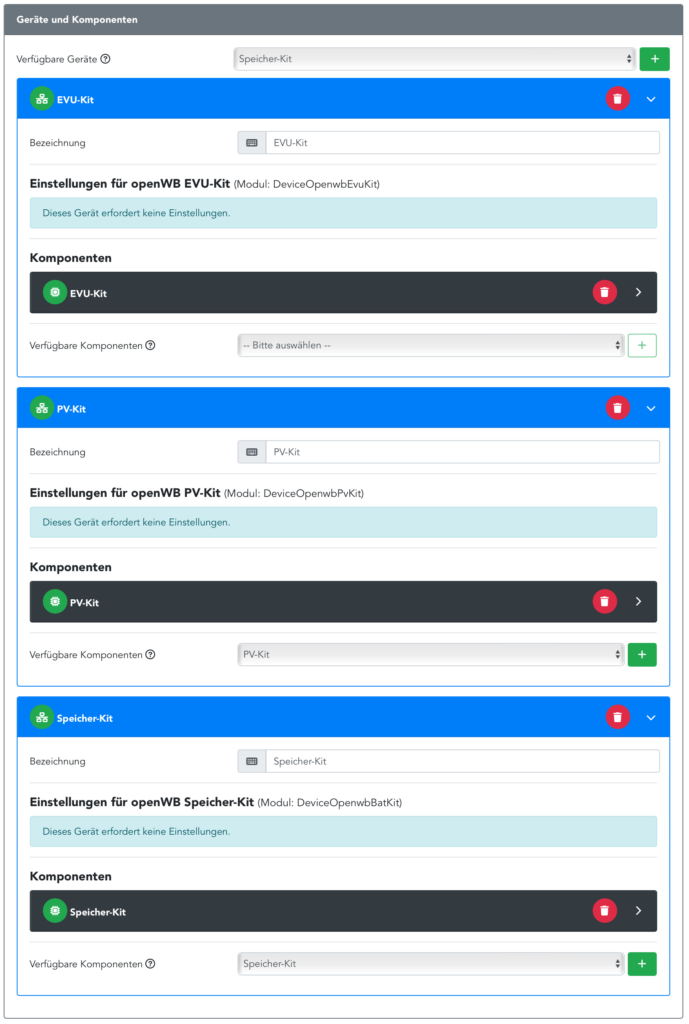 Geräte und Komponenten
Verfügbare Geräte
Speicher-Kit
EVU-Kit
Bezeichnung
EVU-Kit
Einstellungen für openWB EVU-Kit (Modul: DeviceOpenwbEvuKit)
Dieses Gerät erfordert keine Einstellungen.
Komponenten
EVU-Kit
Verfügbare Komponenten
-- Bitte auswählen --
PV-Kit
Bezeichnung
PV-Kit
Einstellungen für openWB PV-Kit (Modul: DeviceOpenwbPvKit)
Dieses Gerät erfordert keine Einstellungen.
Komponenten
PV-Kit
Verfügbare Komponenten
PV-Kit
Speicher-Kit
Bezeichnung
Speicher-Kit
Einstellungen für openWB Speicher-Kit (Modul: DeviceOpenwbBatKit)
Dieses Gerät erfordert keine Einstellungen.
Komponenten
Speicher-Kit
Verfügbare Komponenten
Speicher-Kit